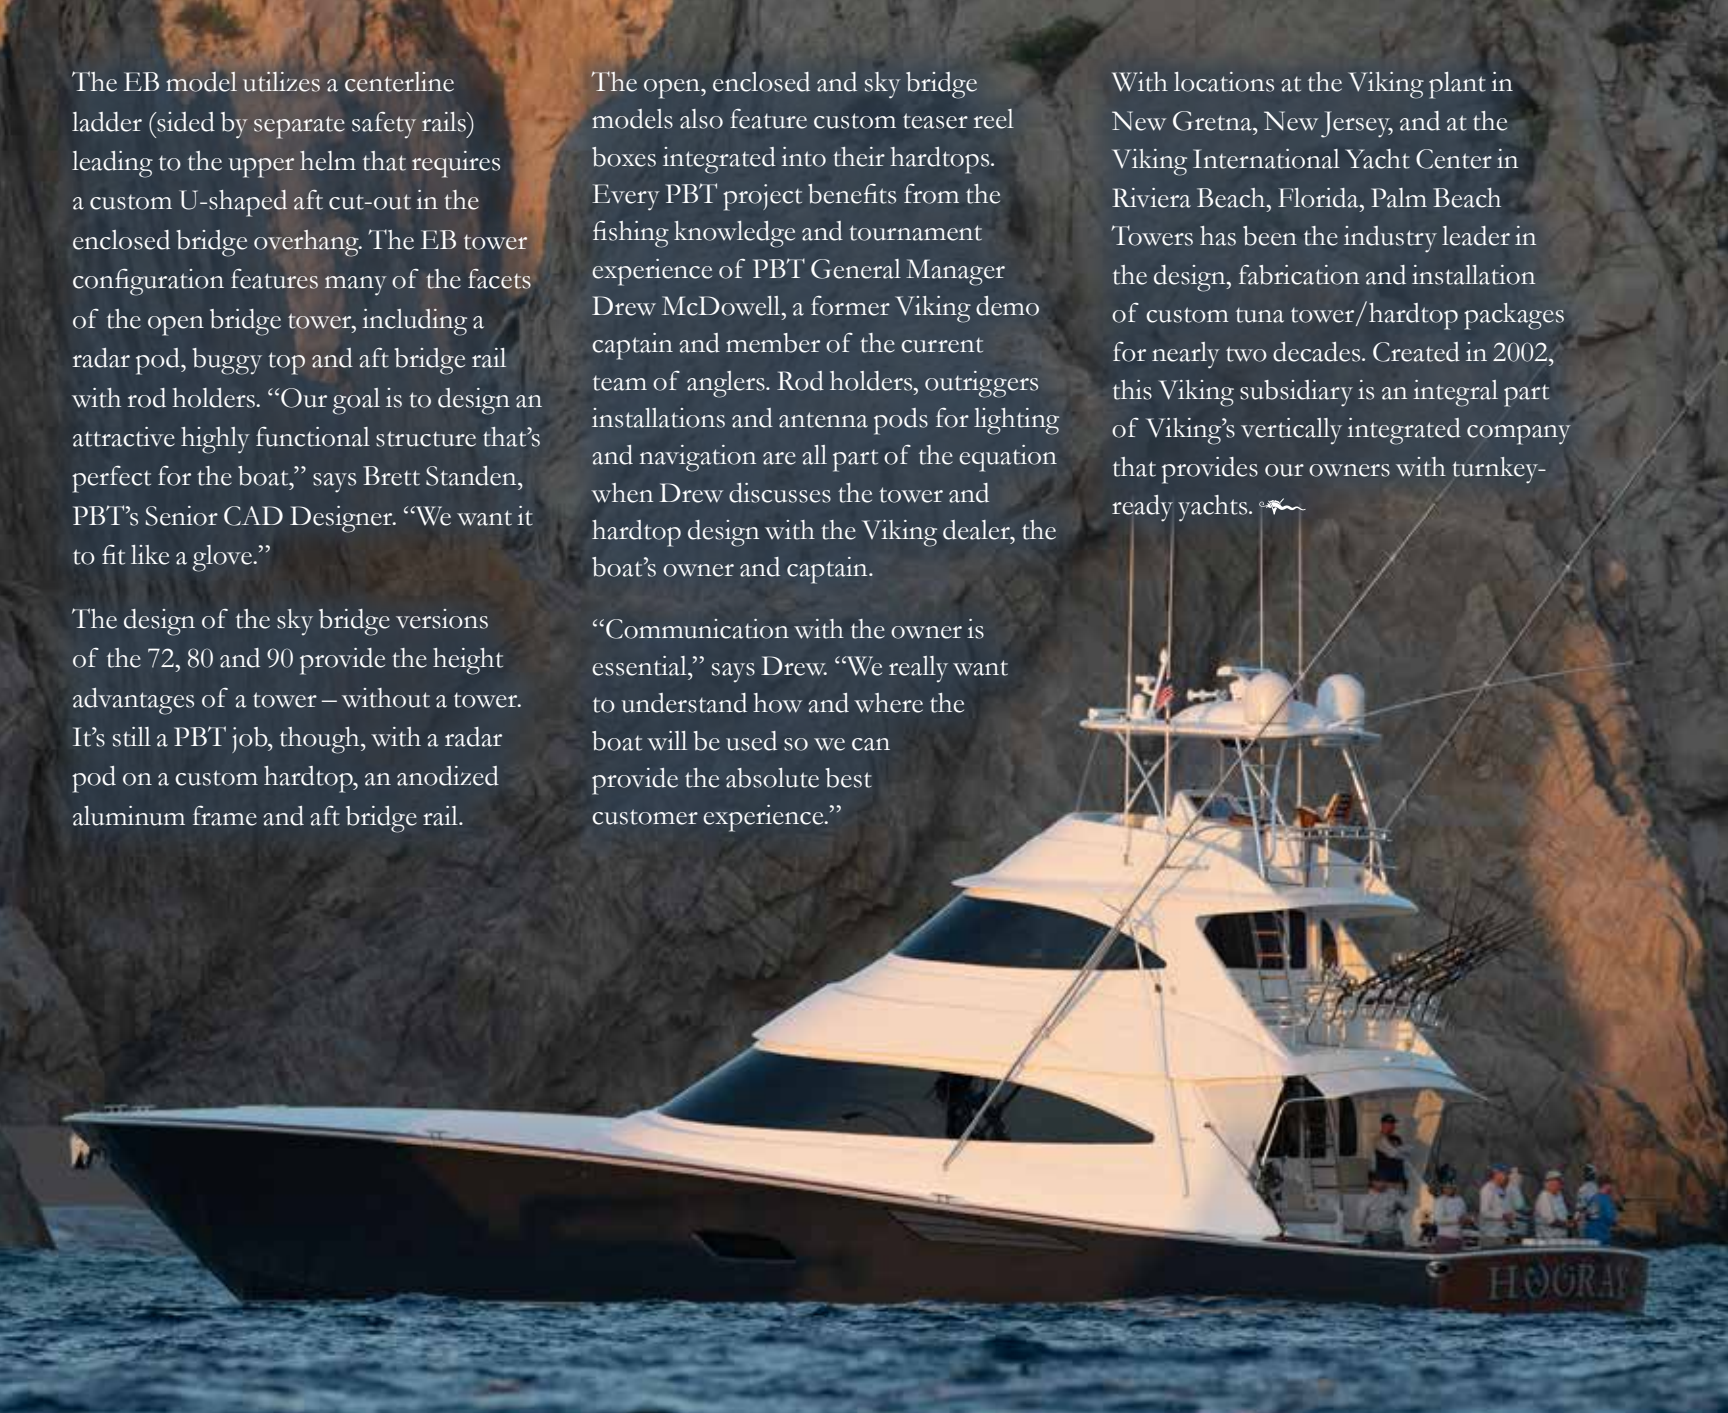 The EB model utilizes a centerline
ladder (sided by separate safety rails)
leading to the upper helm that requires
a custom U-shaped aft cut-out in the
enclosed bridge overhang. The EB tower
configuration features many of the facets
of the open bridge tower, including a
radar pod, buggy top and aft bridge rail
with rod holders. “Our goal is to design an
attractive highly functional structure that’s
perfect for the boat,” says Brett Standen,
PBT’s Senior CAD Designer. “We want it
to fit like a glove.”
The design of the sky bridge versions
of the 72, 80 and 90 provide the height
advantages of a tower – without a tower.
It’s still a PBT job, though, with a radar
pod on a custom hardtop, an anodized
aluminum frame and aft bridge rail.
The open, enclosed and sky bridge
models also feature custom teaser reel
boxes integrated into their hardtops.
Every PBT project benefits from the
fishing knowledge and tournament
experience of PBT General Manager
Drew McDowell, a former Viking demo
captain and member of the current
team of anglers. Rod holders, outriggers
installations and antenna pods for lighting
and navigation are all part of the equation
when Drew discusses the tower and
hardtop design with the Viking dealer, the
boat’s owner and captain.
“Communication with the owner is
essential,” says Drew. “We really want
to understand how and where the
boat will be used so we can
provide the absolute best
customer experience.”
With locations at the Viking plant in
New Gretna, New Jersey, and at the
Viking International Yacht Center in
Riviera Beach, Florida, Palm Beach
Towers has been the industry leader in
the design, fabrication and installation
of custom tuna tower/hardtop packages
for nearly two decades. Created in 2002,
this Viking subsidiary is an integral part
of Viking’s vertically integrated company
that provides our owners with turnkey-
ready yachts.
HOORAY